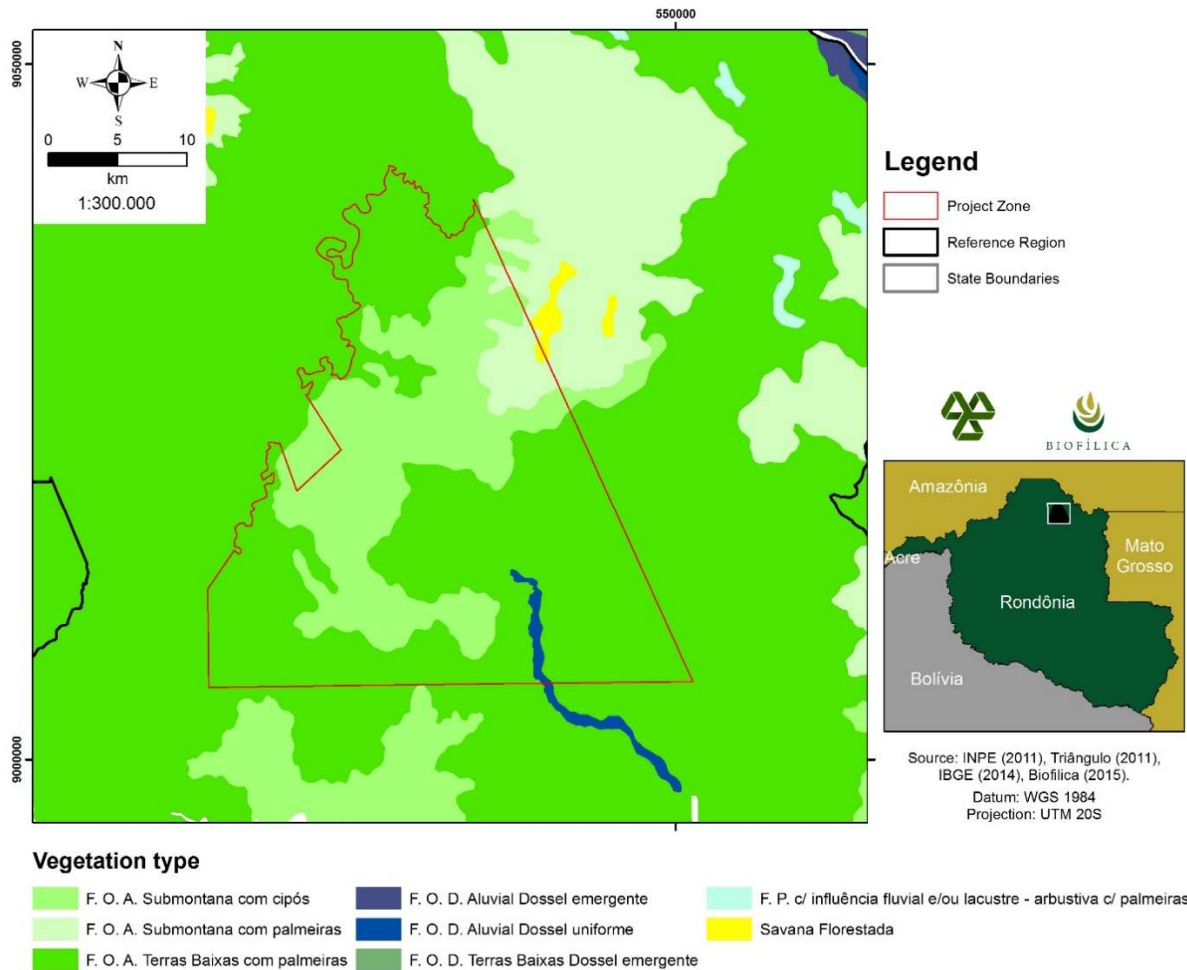 550000
9050000
N
W E
S
0 5 10
km
1:300.000
9000000
Legend
Project Zone
Reference Region
State Boundaries
BIOFÍLICA
Amazônia
Acre
Mato
Grosso
Rondônia
Bolívia
Source: INPE (2011), Triângulo (2011),
IBGE (2014), Biofílica (2015).
Datum: WGS 1984
Projection: UTM 20S
550000
Vegetation type
F. O. A. Submontana com cipós
F. O. A. Submontana com palmeiras
F. O. A. Terras Baixas com palmeiras
F. O. D. Aluvial Dossel emergente
F. O. D. Aluvial Dossel uniforme
F. O. D. Terras Baixas Dossel emergente
F. P. c/ influência fluvial e/ou lacustre - arbustiva c/ palmeiras
Savana Florestada